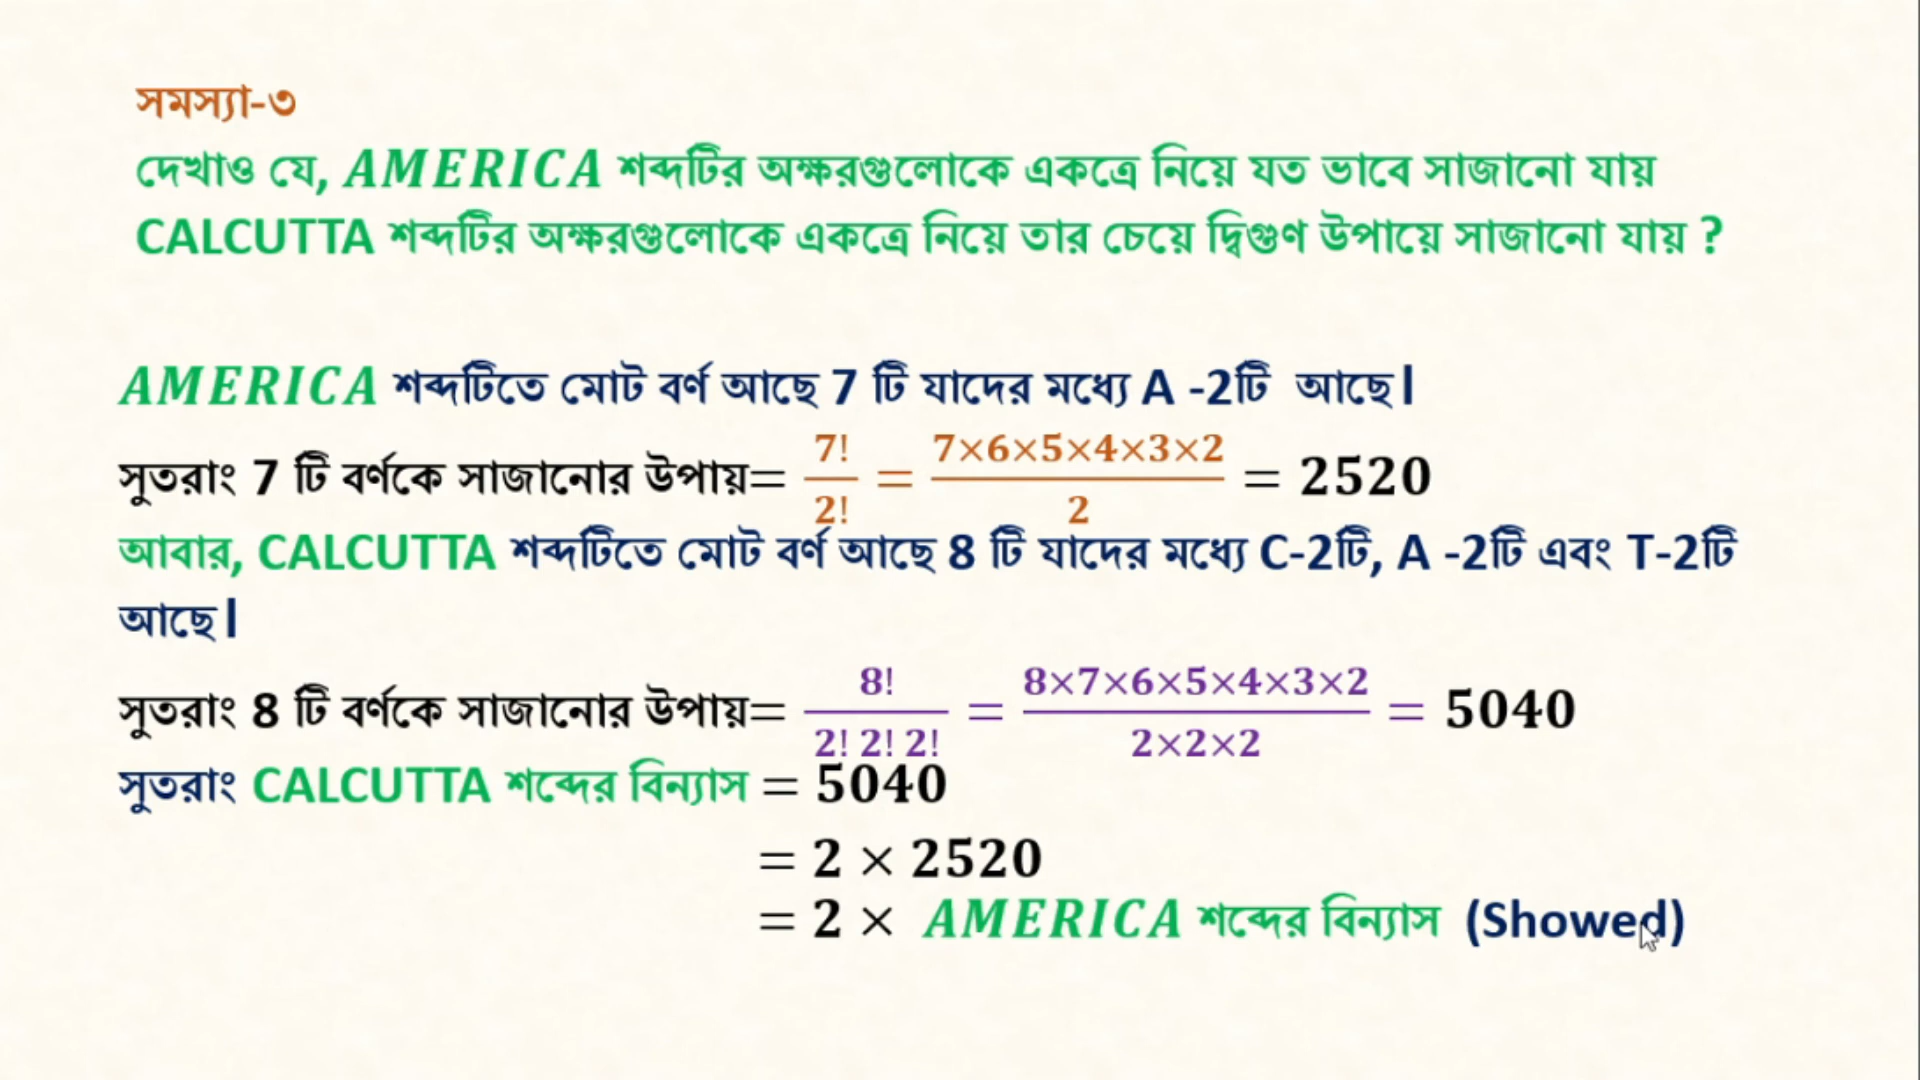 সমস্যা-৩
দেখাও যে, AMERICA শব্দটির অক্ষরগুলোকে একত্রে নিয়ে যত ভাবে সাজানো যায়
CALCUTTA শব্দটির অক্ষরগুলোকে একত্রে নিয়ে তার চেয়ে দ্বিগুণ উপায়ে সাজানো যায় ?
AMERICA শব্দটিতে মোট বর্ণ আছে 7 টি যাদের মধ্যে A -2টি আছে।
সুতরাং 7 টি বর্ণকে সাজানোর উপায়= 7!/2! = 7×6×5×4×3×2/2 = 2520
আবার, CALCUTTA শব্দটিতে মোট বর্ণ আছে 8 টি যাদের মধ্যে C-2টি, A -2টি এবং T-2টি
আছে।
সুতরাং 8 টি বর্ণকে সাজানোর উপায়= 8!/2! 2! 2! = 8×7×6×5×4×3×2/2×2×2 = 5040
সুতরাং CALCUTTA শব্দের বিন্যাস = 5040
= 2 × 2520
= 2 × AMERICA শব্দের বিন্যাস (Showed)